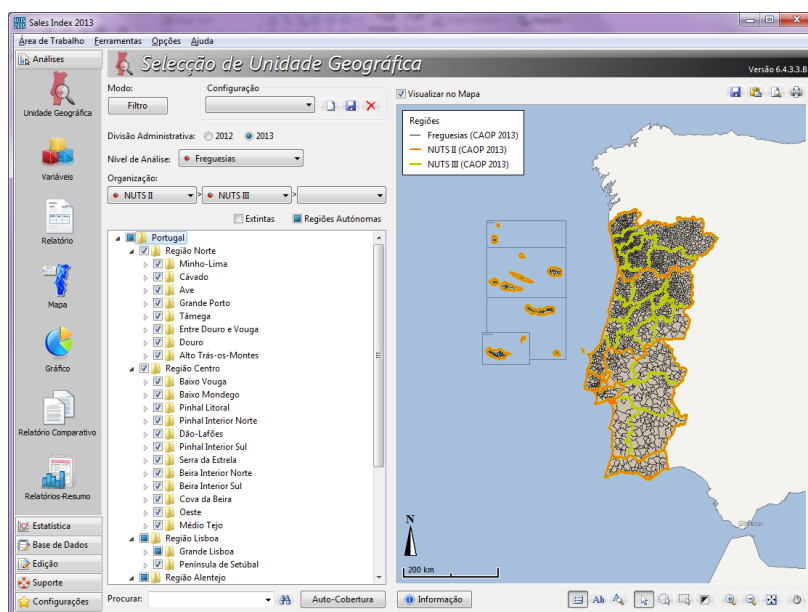 Sales Index 2013
Área de Trabalho Ferramentas Opções Ajuda
Análises
Selecção de Unidade Geográfica
Versão 6.4.3.3.B
Modo:
Configuração
Filtro
Visualizar no Mapa
Unidade Geográfica
Divisão Administrativa: 2012 2013
Nível de Análise: Freguesias
Organização:
NUTS II > NUTS III >
Extintas Regiões Autónomas
Regiões
Freguesias (CAOP 2013)
NUTS II (CAOP 2013)
NUTS III (CAOP 2013)
Variáveis
Relatório
Mapa
Gráfico
Relatório Comparativo
Relatórios-Resumo
Estatística
Base de Dados
Edição
Suporte
Configurações
Portugal
Região Norte
Minho-Lima
Cávado
Ave
Grande Porto
Tâmega
Entre Douro e Vouga
Douro
Alto Trás-os-Montes
Região Centro
Baixo Vouga
Baixo Mondego
Pinhal Litoral
Pinhal Interior Norte
Dão-Lafões
Pinhal Interior Sul
Serra da Estrela
Beira Interior Norte
Beira Interior Sul
Cova da Beira
Oeste
Médio Tejo
Região Lisboa
Grande Lisboa
Península de Setúbal
Região Alentejo
Procurar:
Auto-Cobertura
Gibraltar
N
200 km
Informação
Ab